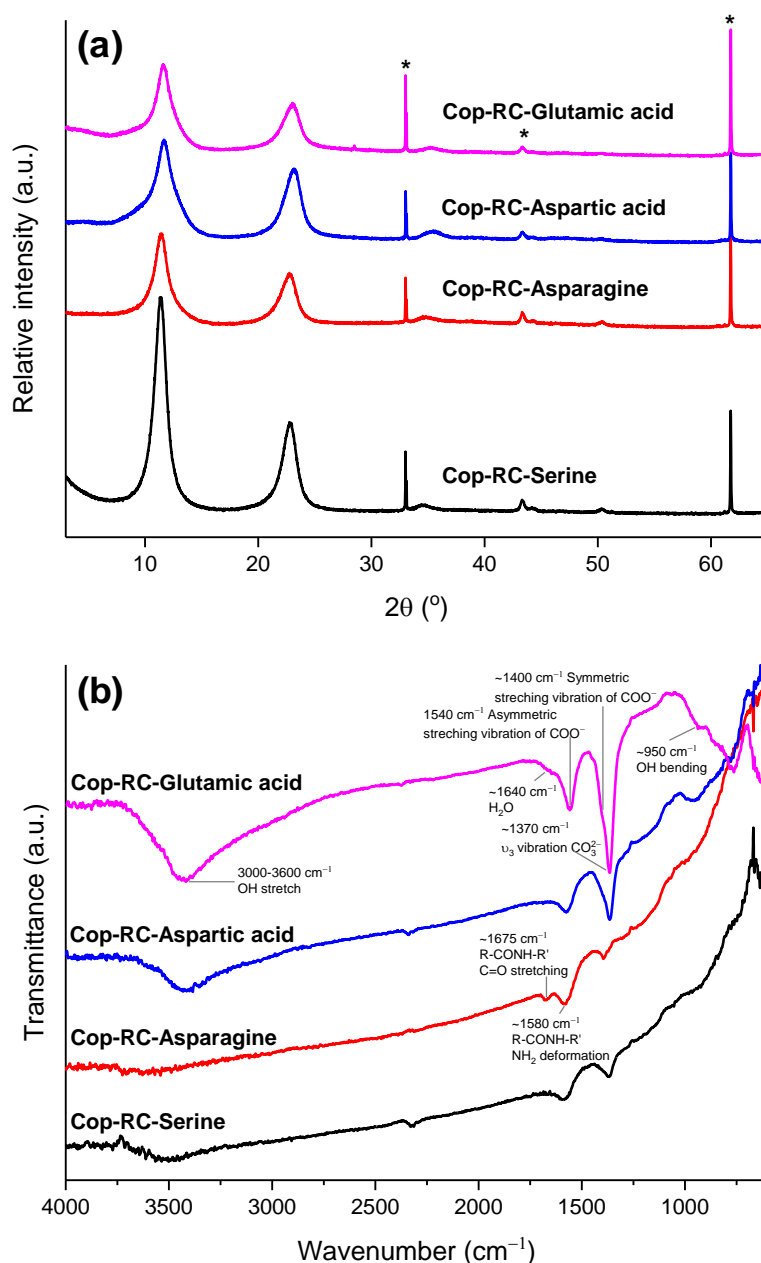 (a)
*
*
Cop-RC-Glutamic acid
*
Cop-RC-Aspartic acid
Cop-RC-Asparagine
Cop-RC-Serine
Relative intensity (a.u.)
10 20 30 40 50 60
2θ (°)
(b)
~1400 cm⁻¹ Symmetric
streching vibration of COO⁻
1540 cm⁻¹ Asymmetric
streching vibration of COO⁻
~950 cm⁻¹
OH bending
Cop-RC-Glutamic acid
~1640 cm⁻¹
H₂O
~1370 cm⁻¹
υ₃ vibration CO₃²⁻
3000-3600 cm⁻¹
OH stretch
Cop-RC-Aspartic acid
~1675 cm⁻¹
R-CONH-R'
C=O stretching
~1580 cm⁻¹
R-CONH-R'
NH₂ deformation
Cop-RC-Asparagine
Cop-RC-Serine
Transmittance (a.u.)
4000 3500 3000 2500 2000 1500 1000
Wavenumber (cm⁻¹)